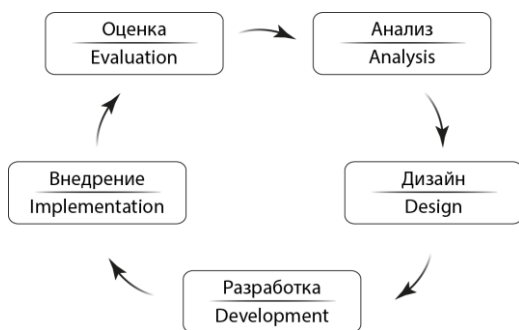 Оценка
Evaluation
Анализ
Analysis
Внедрение
Implementation
Дизайн
Design
Разработка
Development